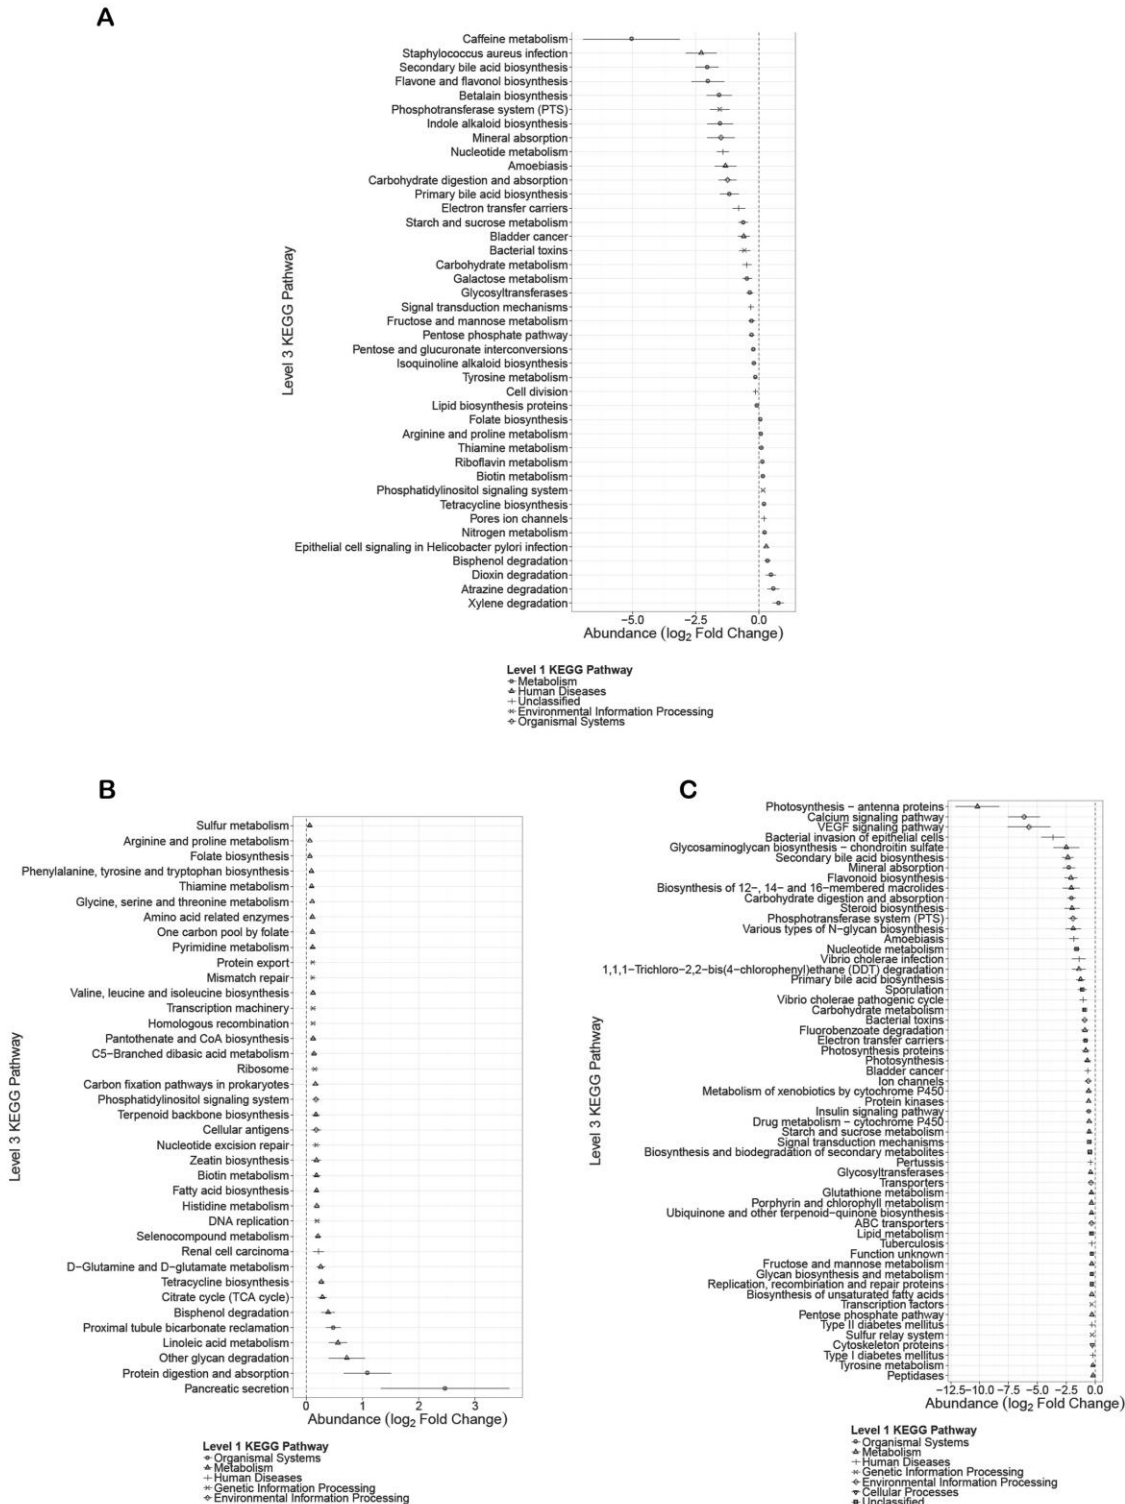 A
Caffeine metabolism
Staphylococcus aureus infection
Secondary bile acid biosynthesis
Flavone and flavonol biosynthesis
Betalain biosynthesis
Phosphotransferase system (PTS)
Indole alkaloid biosynthesis
Mineral absorption
Nucleotide metabolism
Amoebiasis
Carbohydrate digestion and absorption
Primary bile acid biosynthesis
Electron transfer carriers
Starch and sucrose metabolism
Bladder cancer
Bacterial toxins
Carbohydrate metabolism
Galactose metabolism
Glycosyltransferases
Signal transduction mechanisms
Fructose and mannose metabolism
Pentose phosphate pathway
Pentose and glucuronate interconversions
Isoquinoline alkaloid biosynthesis
Tyrosine metabolism
Cell division
Lipid biosynthesis proteins
Folate biosynthesis
Arginine and proline metabolism
Thiamine metabolism
Riboflavin metabolism
Biotin metabolism
Phosphatidylinositol signaling system
Tetracycline biosynthesis
Pores ion channels
Nitrogen metabolism
Epithelial cell signaling in Helicobacter pylori infection
Bisphenol degradation
Dioxin degradation
Atrazine degradation
Xylene degradation
Level 3 KEGG Pathway
−5.0 −2.5 0.0
Abundance (log2 Fold Change)
Level 1 KEGG Pathway
Metabolism
Human Diseases
Unclassified
Environmental Information Processing
Organismal Systems
B
Sulfur metabolism
Arginine and proline metabolism
Folate biosynthesis
Phenylalanine, tyrosine and tryptophan biosynthesis
Thiamine metabolism
Glycine, serine and threonine metabolism
Amino acid related enzymes
One carbon pool by folate
Pyrimidine metabolism
Protein export
Mismatch repair
Valine, leucine and isoleucine biosynthesis
Transcription machinery
Homologous recombination
Pantothenate and CoA biosynthesis
C5−Branched dibasic acid metabolism
Ribosome
Carbon fixation pathways in prokaryotes
Phosphatidylinositol signaling system
Terpenoid backbone biosynthesis
Cellular antigens
Nucleotide excision repair
Zeatin biosynthesis
Biotin metabolism
Fatty acid biosynthesis
Histidine metabolism
DNA replication
Selenocompound metabolism
Renal cell carcinoma
D−Glutamine and D−glutamate metabolism
Tetracycline biosynthesis
Citrate cycle (TCA cycle)
Bisphenol degradation
Proximal tubule bicarbonate reclamation
Linoleic acid metabolism
Other glycan degradation
Protein digestion and absorption
Pancreatic secretion
Level 3 KEGG Pathway
0 1 2 3
Abundance (log2 Fold Change)
Level 1 KEGG Pathway
Organismal Systems
Metabolism
Human Diseases
Genetic Information Processing
Environmental Information Processing
C
Photosynthesis − antenna proteins
Calcium signaling pathway
VEGF signaling pathway
Bacterial invasion of epithelial cells
Glycosaminoglycan biosynthesis − chondroitin sulfate
Secondary bile acid biosynthesis
Mineral absorption
Flavonoid biosynthesis
Biosynthesis of 12−, 14− and 16−membered macrolides
Carbohydrate digestion and absorption
Steroid biosynthesis
Phosphotransferase system (PTS)
Various types of N−glycan biosynthesis
Amoebiasis
Nucleotide metabolism
Vibrio cholerae infection
1,1,1−Trichloro−2,2−bis(4−chlorophenyl)ethane (DDT) degradation
Primary bile acid biosynthesis
Sporulation
Vibrio cholerae pathogenic cycle
Carbohydrate metabolism
Bacterial toxins
Fluorobenzoate degradation
Electron transfer carriers
Photosynthesis proteins
Photosynthesis
Bladder cancer
Ion channels
Metabolism of xenobiotics by cytochrome P450
Protein kinases
Insulin signaling pathway
Drug metabolism − cytochrome P450
Starch and sucrose metabolism
Signal transduction mechanisms
Biosynthesis and biodegradation of secondary metabolites
Pertussis
Glycosyltransferases
Transporters
Glutathione metabolism
Porphyrin and chlorophyll metabolism
Ubiquinone and other terpenoid−quinone biosynthesis
ABC transporters
Lipid metabolism
Tuberculosis
Function unknown
Fructose and mannose metabolism
Glycan biosynthesis and metabolism
Replication, recombination and repair proteins
Biosynthesis of unsaturated fatty acids
Transcription factors
Pentose phosphate pathway
Type II diabetes mellitus
Sulfur relay system
Cytoskeleton proteins
Type I diabetes mellitus
Tyrosine metabolism
Peptidases
Level 3 KEGG Pathway
−12.5−10.0 −7.5 −5.0 −2.5 0.0
Abundance (log2 Fold Change)
Level 1 KEGG Pathway
Organismal Systems
Metabolism
Human Diseases
Genetic Information Processing
Environmental Information Processing
Cellular Processes
Unclassified